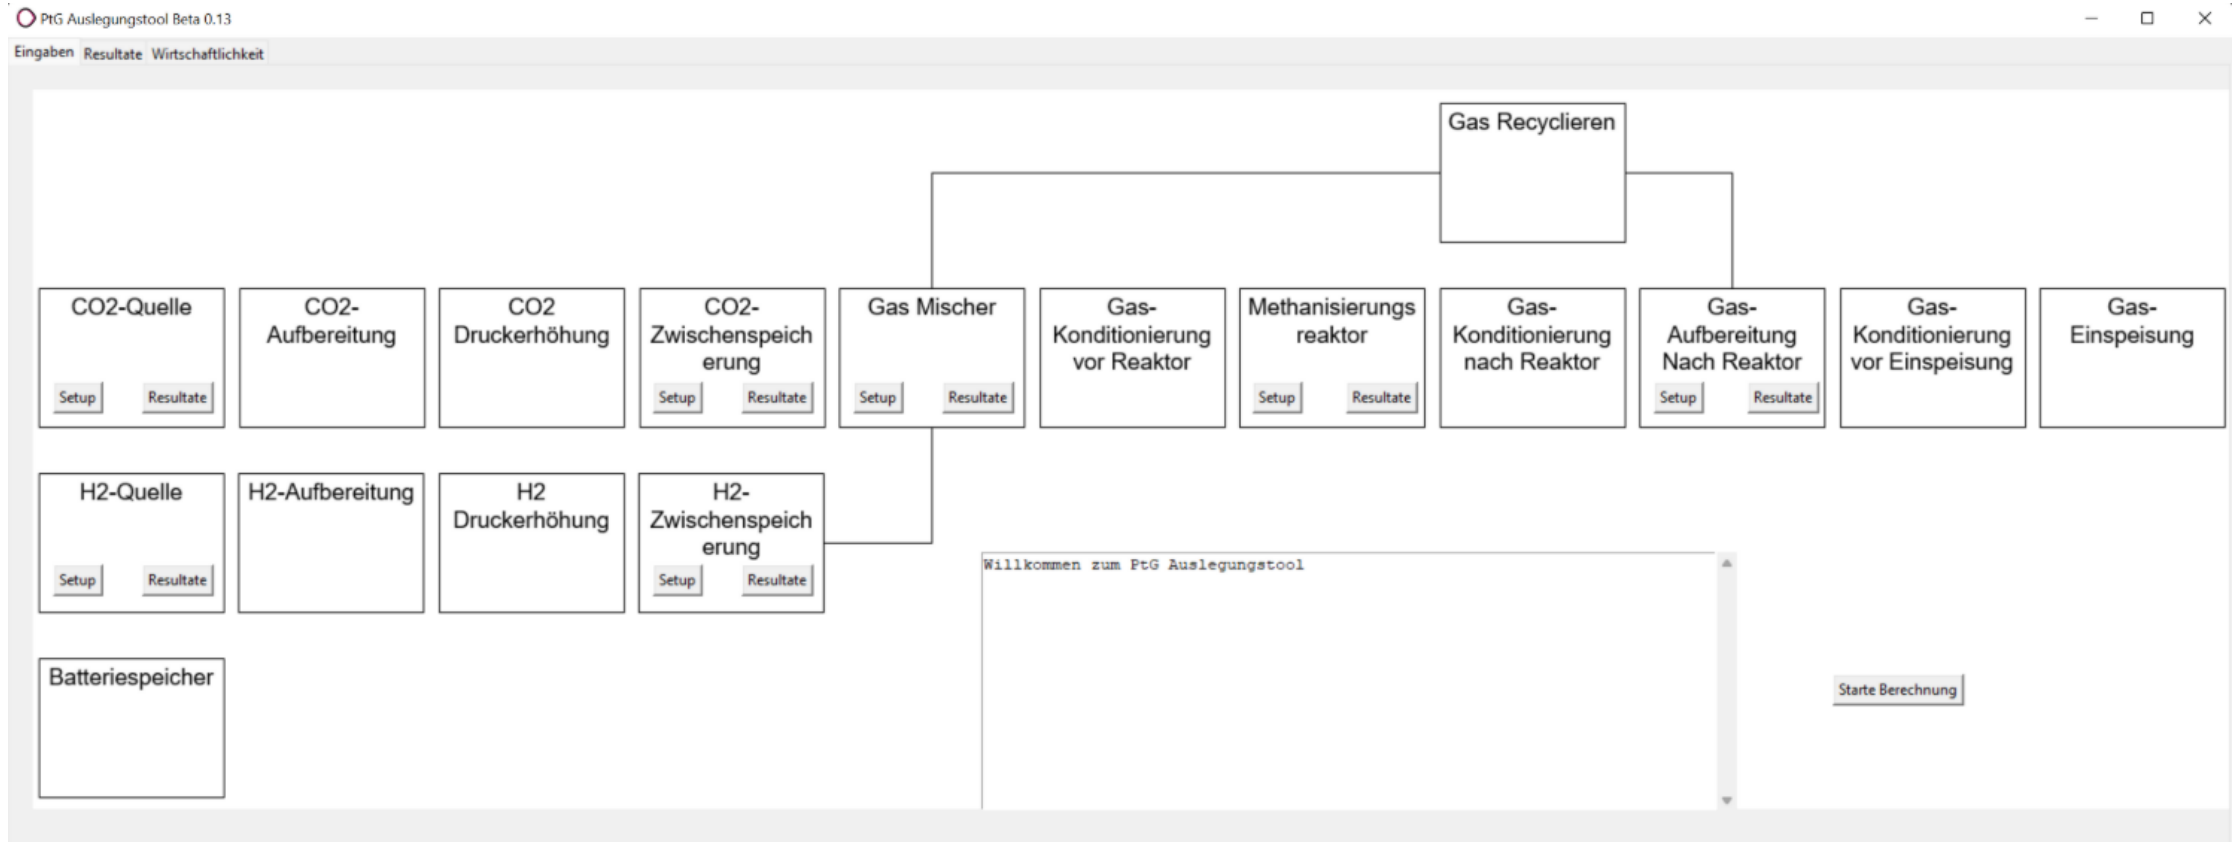 PtG Auslegungstool Beta 0.13
Eingaben Resultate Wirtschaftlichkeit
Gas Recyclieren
CO2-Quelle
Setup Resultate
CO2-
Aufbereitung
CO2
Druckerhöhung
CO2-
Zwischenspeich
erung
Setup Resultate
Gas Mischer
Setup Resultate
Gas-
Konditionierung
vor Reaktor
Methanisierungs
reaktor
Setup Resultate
Gas-
Konditionierung
nach Reaktor
Gas-
Aufbereitung
Nach Reaktor
Setup Resultate
Gas-
Konditionierung
vor Einspeisung
Gas-
Einspeisung
H2-Quelle
Setup Resultate
H2-Aufbereitung
H2
Druckerhöhung
H2-
Zwischenspeich
erung
Setup Resultate
Willkommen zum PtG Auslegungstool
Batteriespeicher
Starte Berechnung